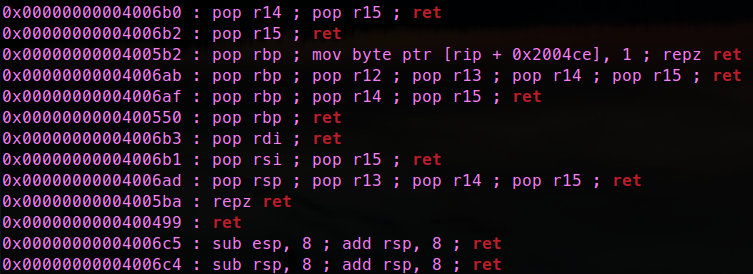 0x00000000004006b0 : pop r14 ; pop r15 ; ret
0x00000000004006b2 : pop r15 ; ret
0x00000000004005b2 : pop rbp ; mov byte ptr [rip + 0x2004ce], 1 ; repz ret
0x00000000004006ab : pop rbp ; pop r12 ; pop r13 ; pop r14 ; pop r15 ; ret
0x00000000004006af : pop rbp ; pop r14 ; pop r15 ; ret
0x0000000000400550 : pop rbp ; ret
0x00000000004006b3 : pop rdi ; ret
0x00000000004006b1 : pop rsi ; pop r15 ; ret
0x00000000004006ad : pop rsp ; pop r13 ; pop r14 ; pop r15 ; ret
0x00000000004005ba : repz ret
0x0000000000400499 : ret
0x00000000004006c5 : sub esp, 8 ; add rsp, 8 ; ret
0x00000000004006c4 : sub rsp, 8 ; add rsp, 8 ; ret